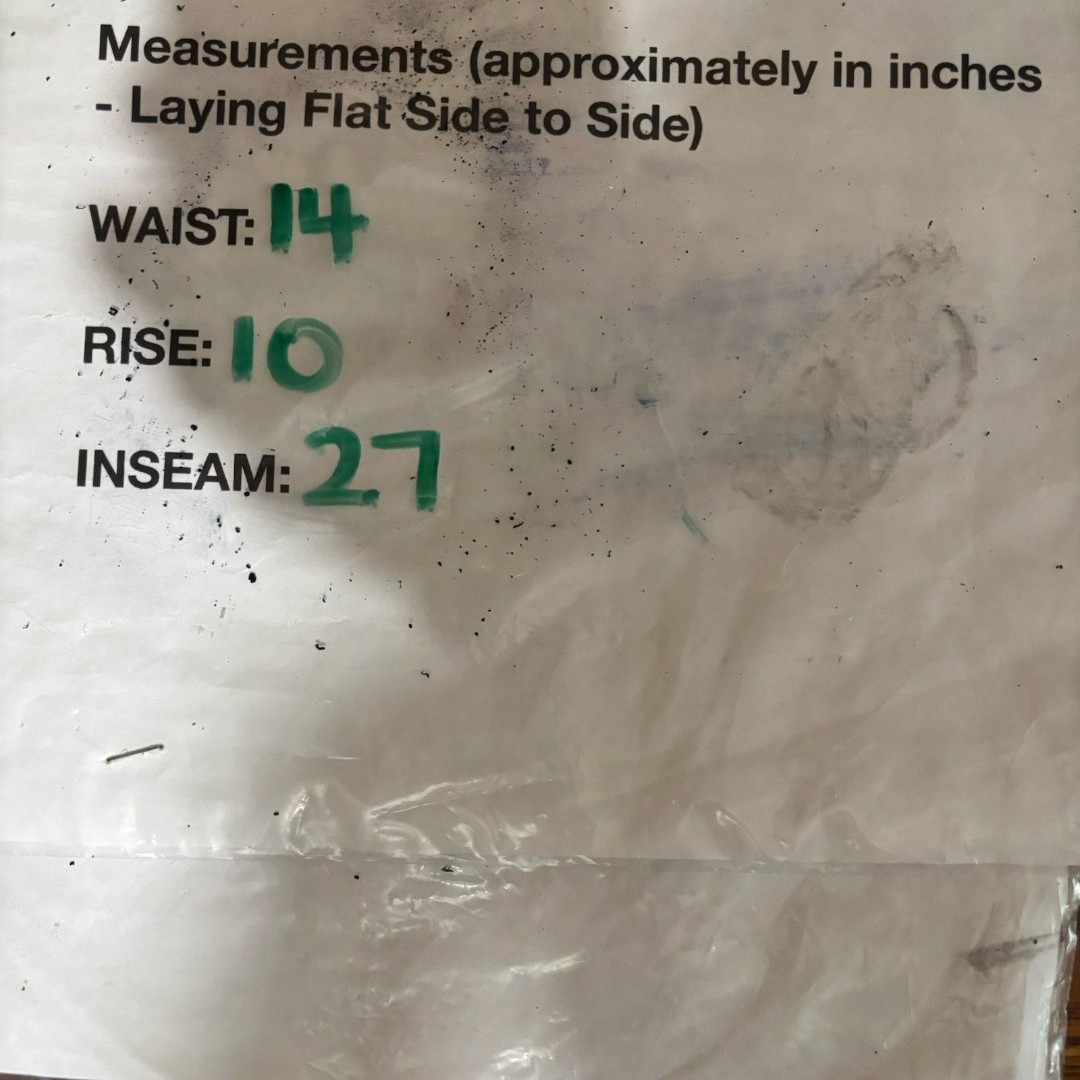 Measurements (approximately in inches
- Laying Flat Side to Side)
WAIST: 14
RISE: 10
INSEAM: 27